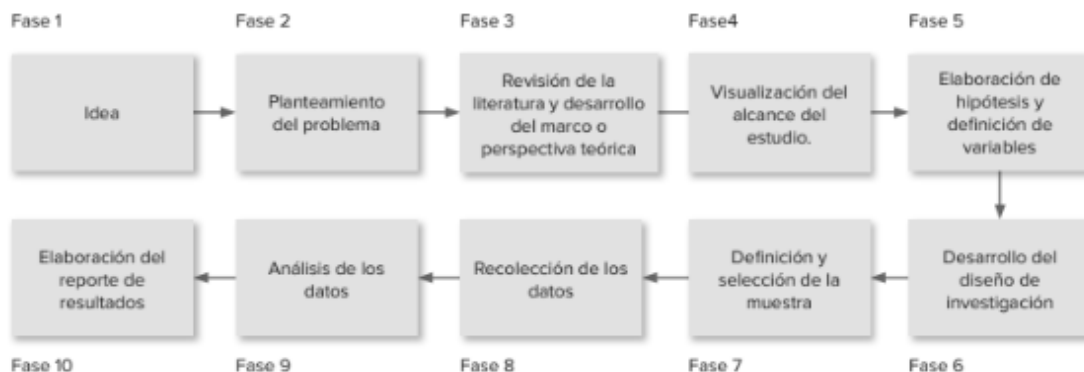 Fase 1
Fase 2
Fase 3
Fase4
Fase 5
Idea
Planteamiento
del problema
Revisión de la
literatura y desarrollo
del marco o
perspectiva teórica
Visualización del
alcance del
estudio.
Elaboración de
hipótesis y
definición de
variables
Elaboración del
reporte de
resultados
Análisis de los
datos
Recolección de los
datos
Definición y
selección de la
muestra
Desarrollo del
diseño de
investigación
Fase 10
Fase 9
Fase 8
Fase 7
Fase 6